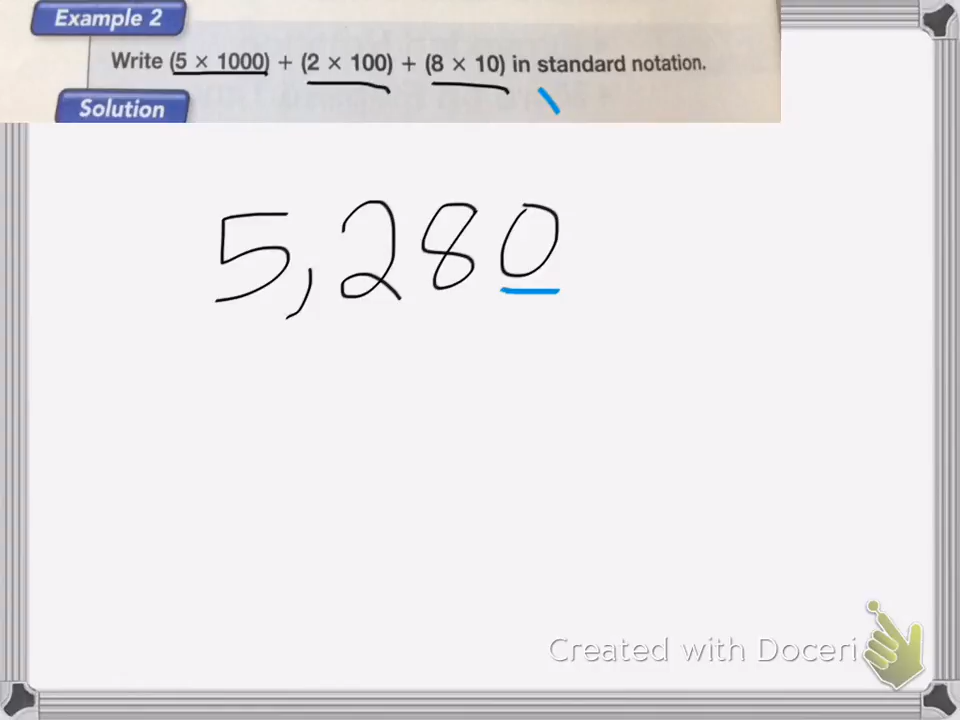 Example 2
Write (5 × 1000) + (2 × 100) + (8 × 10) in standard notation.
Solution
5,280
Created with Doceri